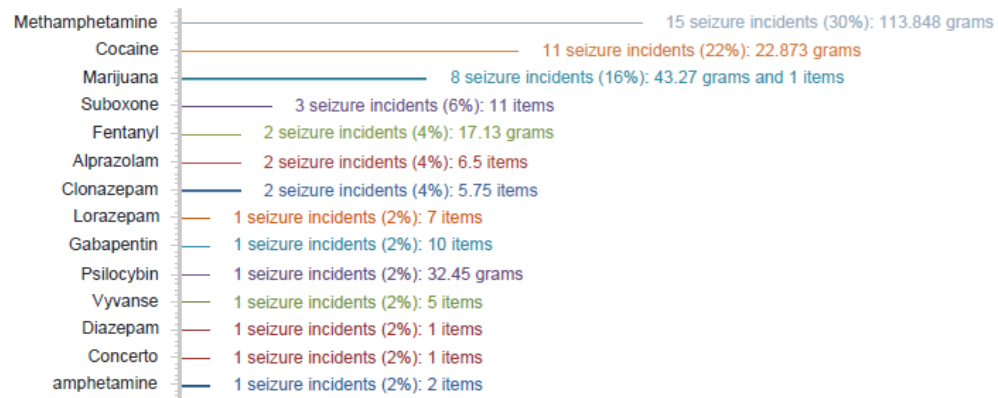 Methamphetamine 15 seizure incidents (30%): 113.848 grams
Cocaine 11 seizure incidents (22%): 22.873 grams
Marijuana 8 seizure incidents (16%): 43.27 grams and 1 items
Suboxone 3 seizure incidents (6%): 11 items
Fentanyl 2 seizure incidents (4%): 17.13 grams
Alprazolam 2 seizure incidents (4%): 6.5 items
Clonazepam 2 seizure incidents (4%): 5.75 items
Lorazepam 1 seizure incidents (2%): 7 items
Gabapentin 1 seizure incidents (2%): 10 items
Psilocybin 1 seizure incidents (2%): 32.45 grams
Vyvanse 1 seizure incidents (2%): 5 items
Diazepam 1 seizure incidents (2%): 1 items
Concerto 1 seizure incidents (2%): 1 items
amphetamine 1 seizure incidents (2%): 2 items